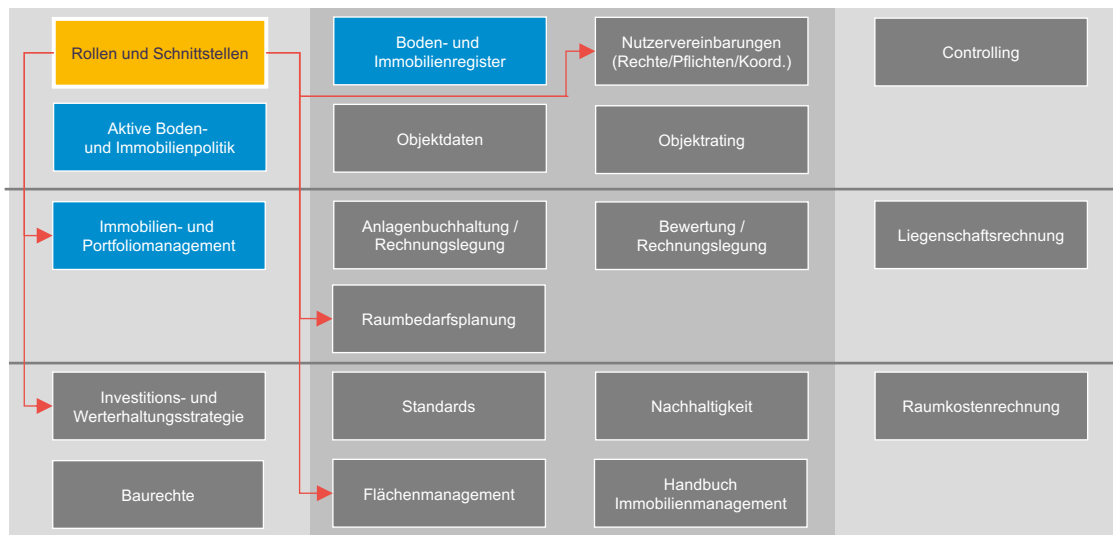 Rollen und Schnittstellen
Boden- und
Immobilienregister
Nutzervereinbarungen
(Rechte/Pflichten/Koord.)
Controlling
Aktive Boden-
und Immobilienpolitik
Objektdaten
Objektrating
Immobilien- und
Portfoliomanagement
Anlagenbuchhaltung /
Rechnungslegung
Bewertung /
Rechnungslegung
Liegenschaftsrechnung
Raumbedarfsplanung
Investitions- und
Werterhaltungsstrategie
Standards
Nachhaltigkeit
Raumkostenrechnung
Baurechte
Flächenmanagement
Handbuch
Immobilienmanagement